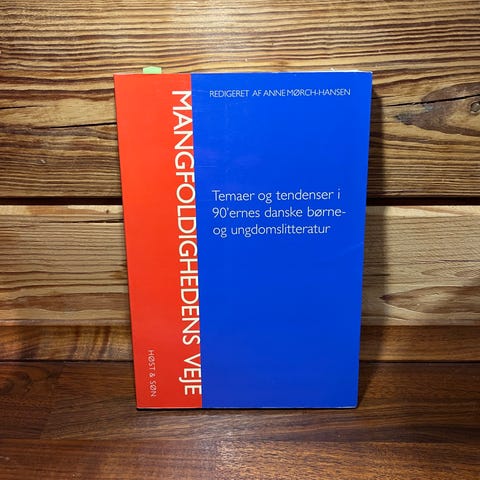 REDIGERET AF ANNE MØRCH-HANSEN
MANGFOLDIGHEDENS VEJE
Temaer og tendenser i
90'ernes danske børne-
og ungdomslitteratur
HØST & SØN